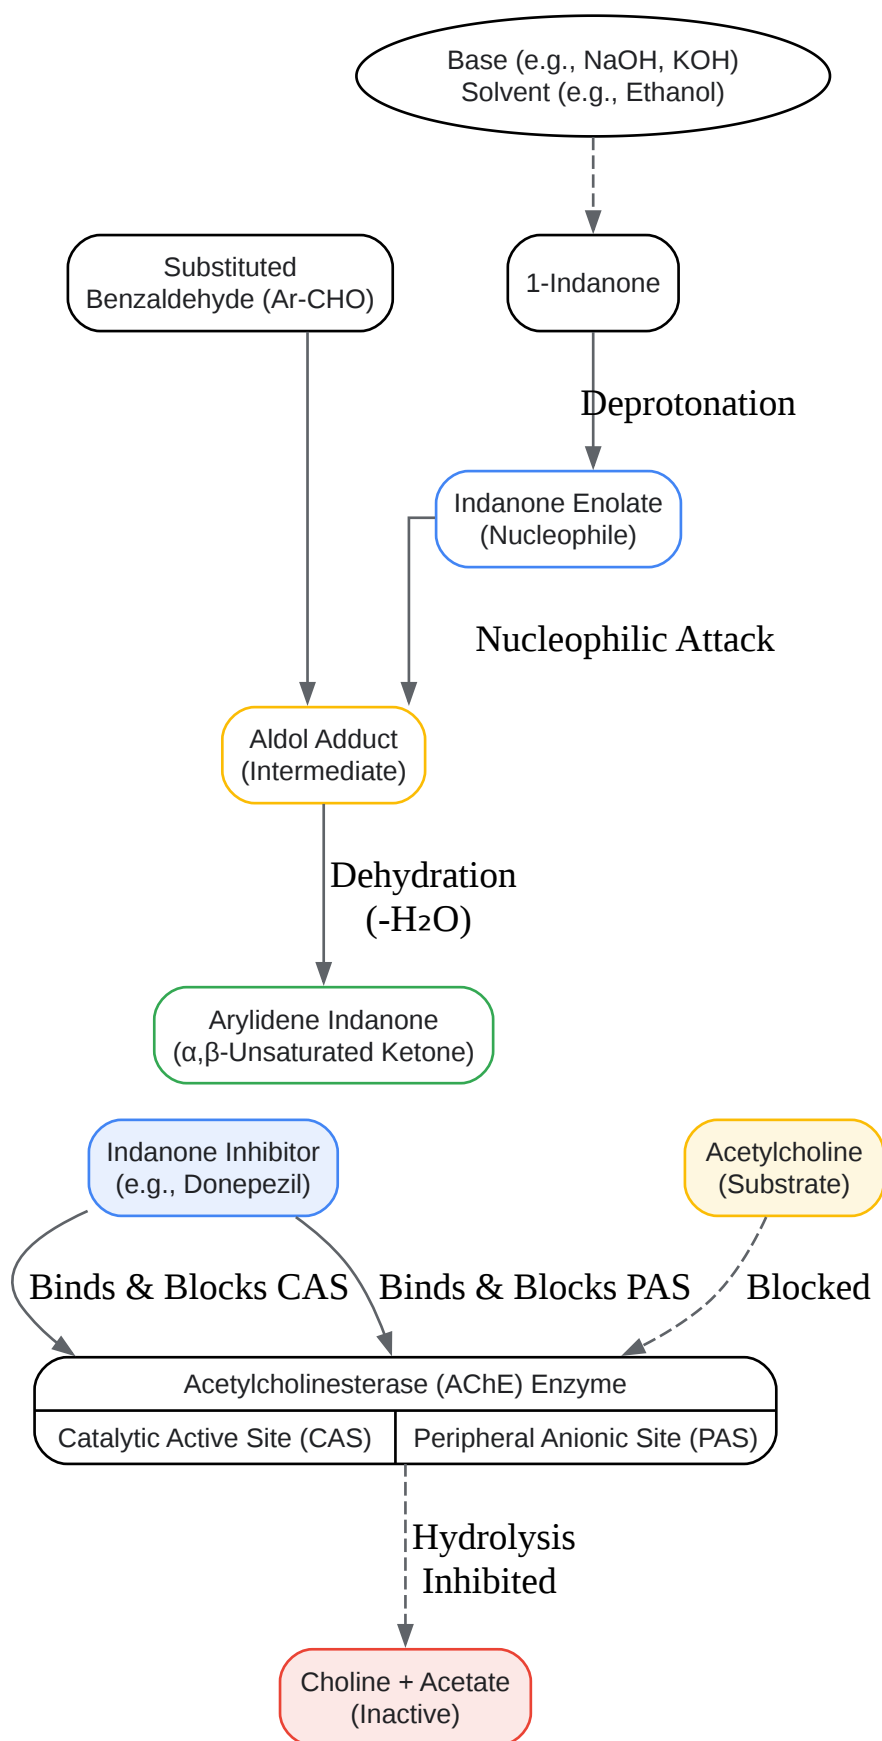 Base (e.g., NaOH, KOH)
Solvent (e.g., Ethanol)
Substituted
Benzaldehyde (Ar-CHO)
1-Indanone
Deprotonation
Indanone Enolate
(Nucleophile)
Nucleophilic Attack
Aldol Adduct
(Intermediate)
Dehydration
(-H₂O)
Arylidene Indanone
(α,β-Unsaturated Ketone)
Indanone Inhibitor
(e.g., Donepezil)
Acetylcholine
(Substrate)
Binds & Blocks CAS
Binds & Blocks PAS
Blocked
Acetylcholinesterase (AChE) Enzyme
Catalytic Active Site (CAS)
Peripheral Anionic Site (PAS)
Hydrolysis
Inhibited
Choline + Acetate
(Inactive)